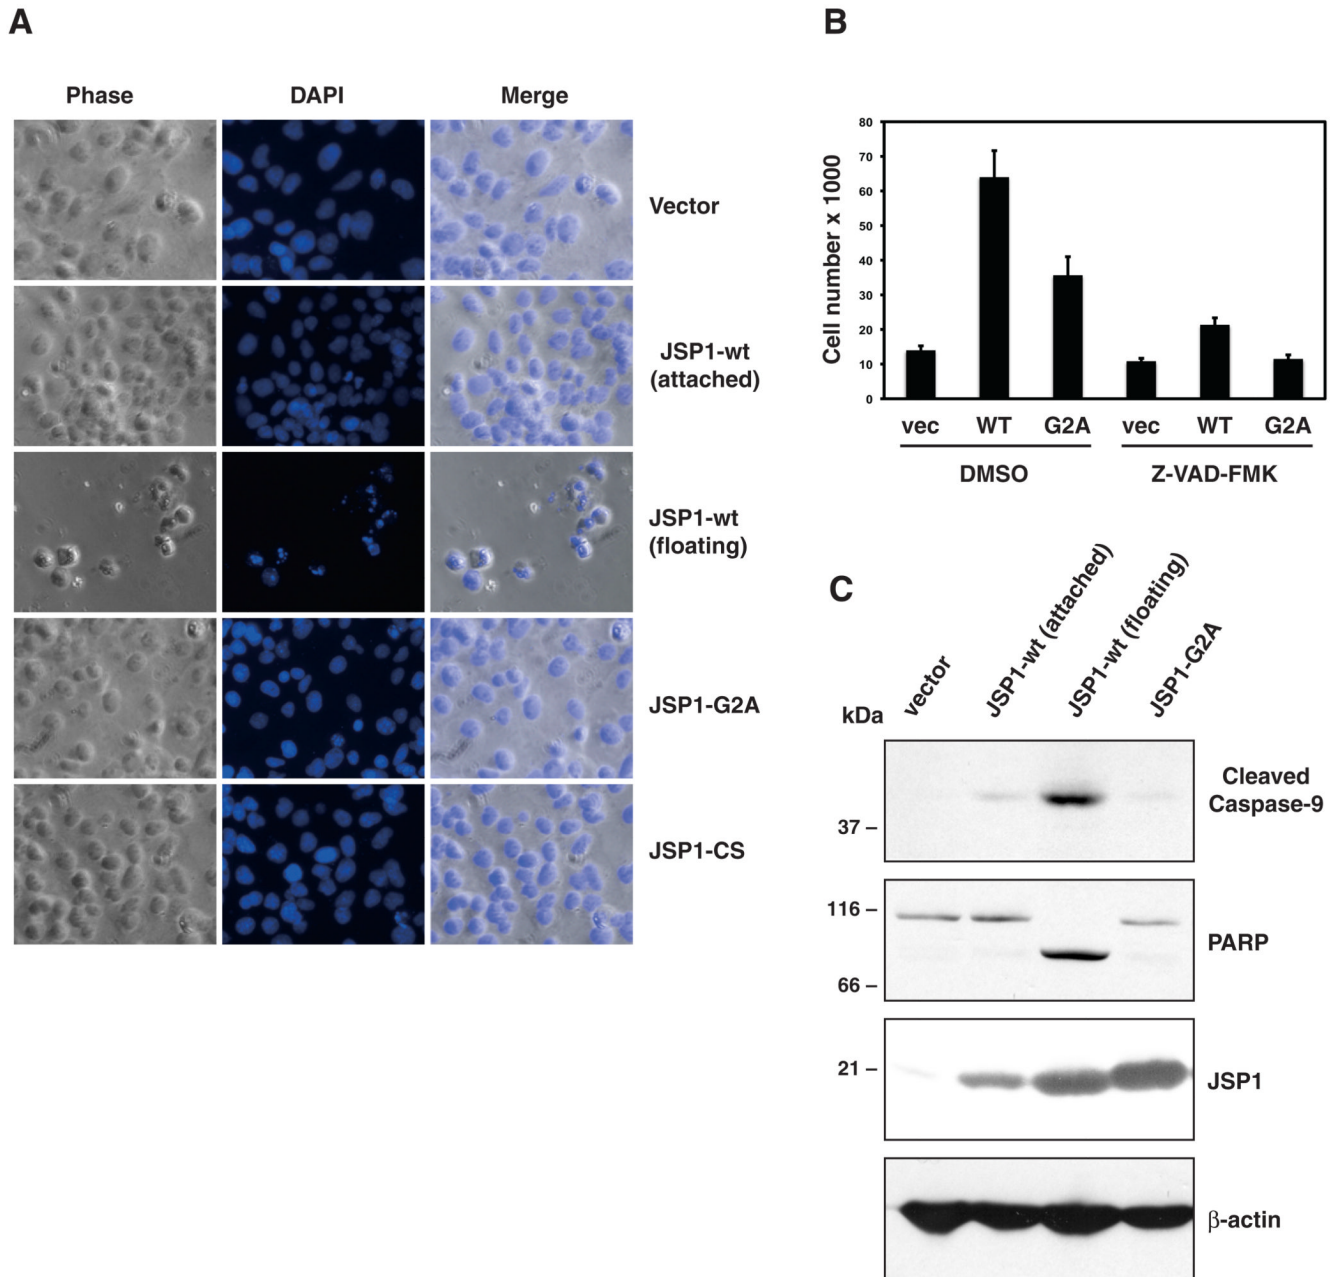 A
Phase DAPI Merge
Vector
JSP1-wt
(attached)
JSP1-wt
(floating)
JSP1-G2A
JSP1-CS
B
Cell number x 1000
80
70
60
50
40
30
20
10
0
vec WT G2A vec WT G2A
DMSO Z-VAD-FMK
C
kDa
vector
JSP1-wt (attached)
JSP1-wt (floating)
JSP1-G2A
Cleaved
Caspase-9
37 –
116 –
PARP
66 –
21 –
JSP1
β-actin